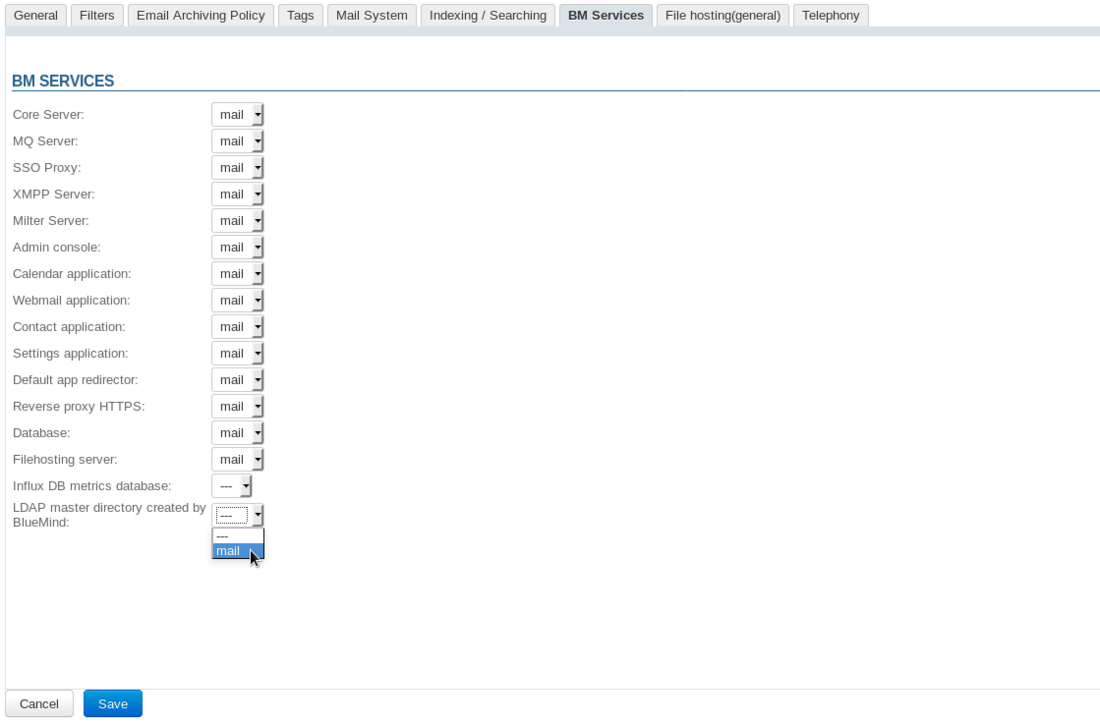 General Filters Email Archiving Policy Tags Mail System Indexing / Searching BM Services File hosting(general) Telephony
BM SERVICES
Core Server: mail
MQ Server: mail
SSO Proxy: mail
XMPP Server: mail
Milter Server: mail
Admin console: mail
Calendar application: mail
Webmail application: mail
Contact application: mail
Settings application: mail
Default app redirector: mail
Reverse proxy HTTPS: mail
Database: mail
Filehosting server: mail
Influx DB metrics database: ---
LDAP master directory created by
BlueMind: ---
---
mail
Cancel Save